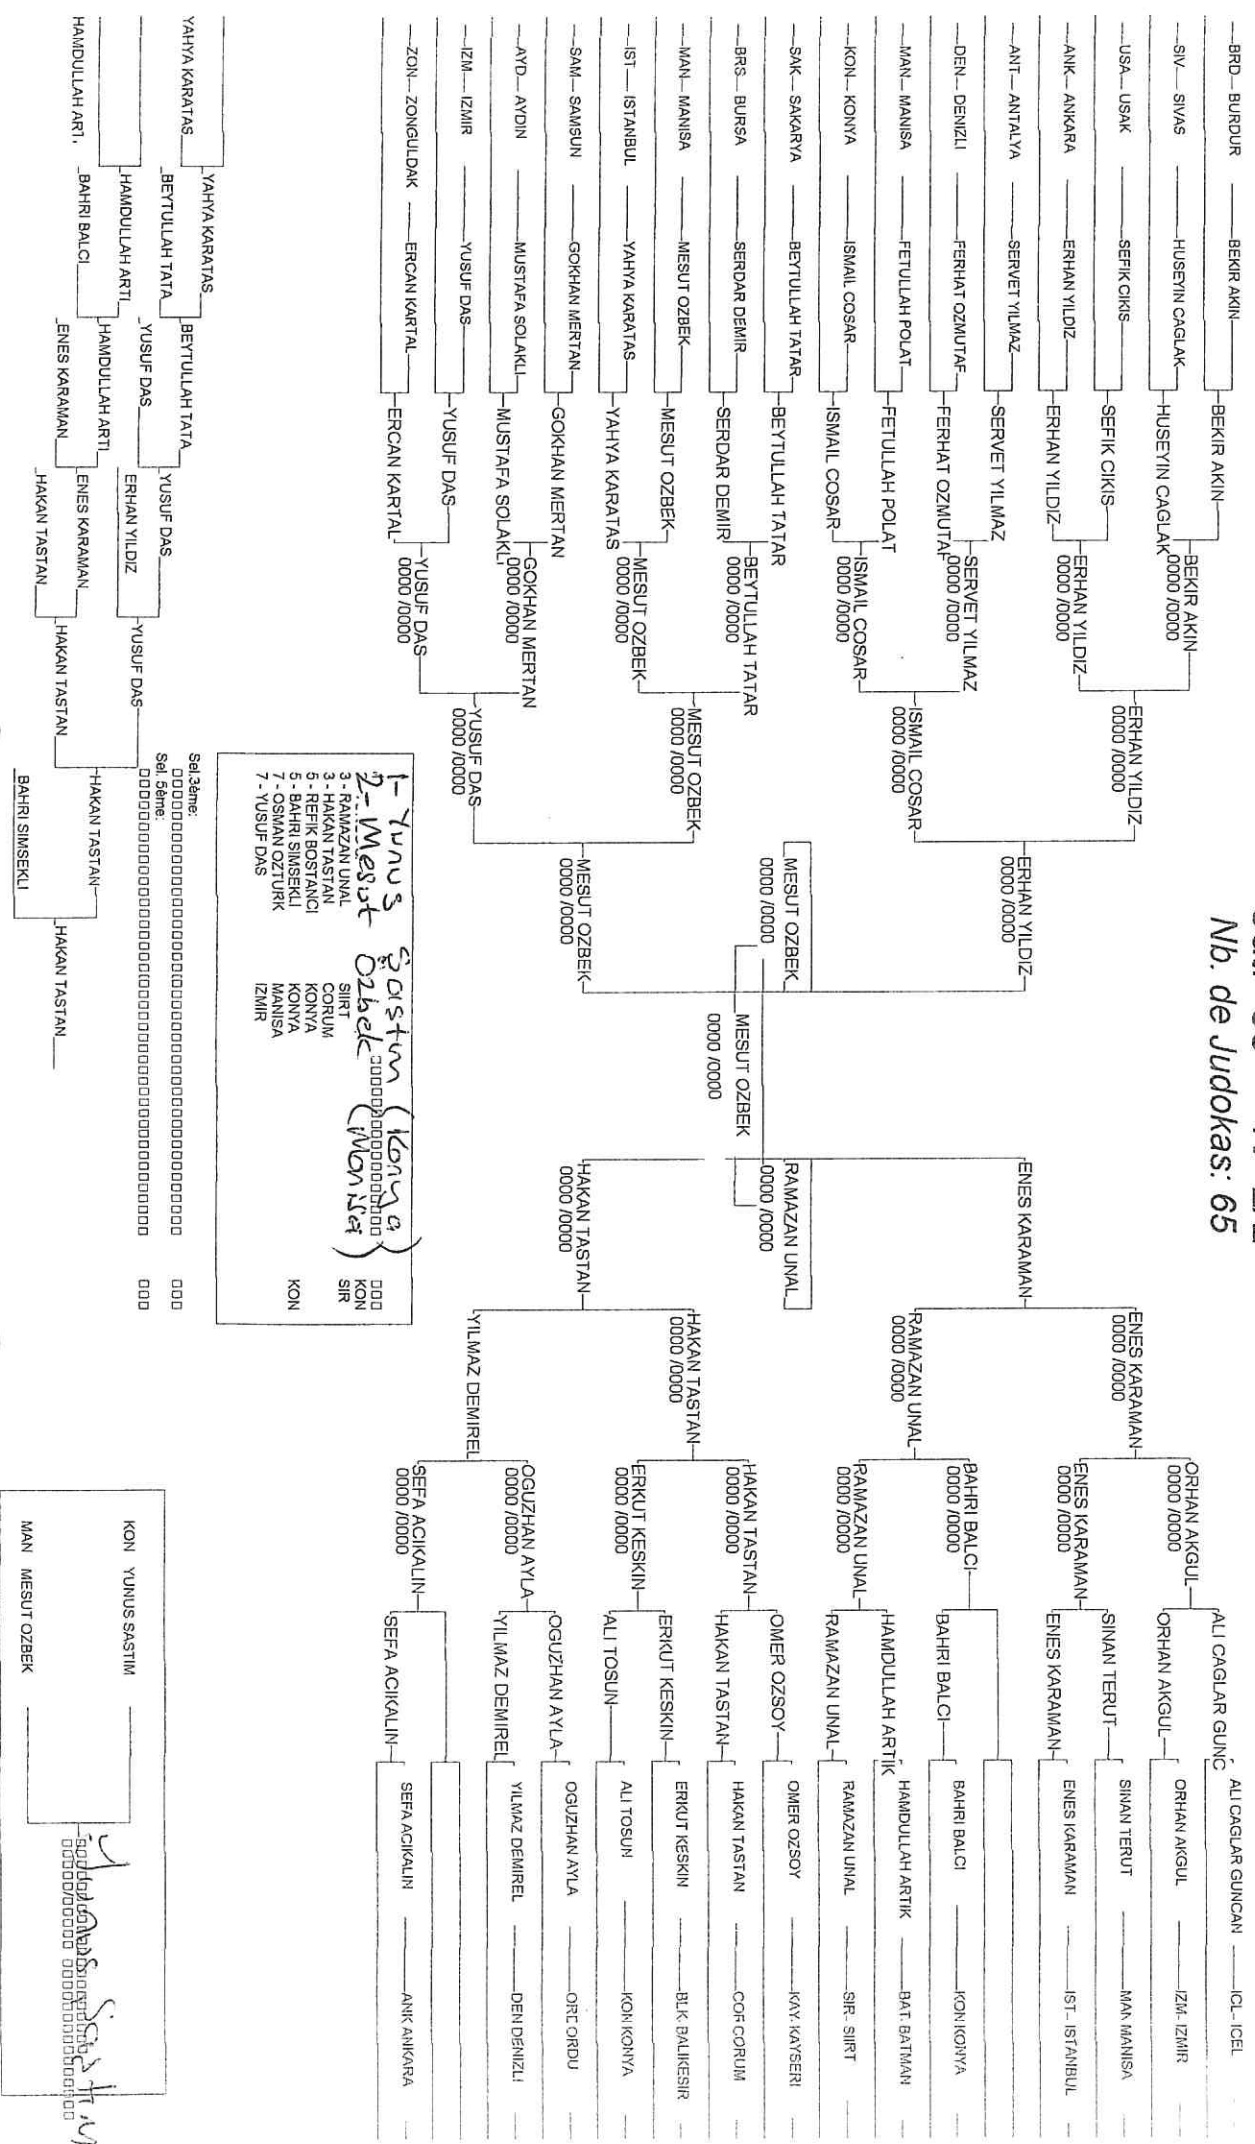 Nb. de Judokas: 65
BRD BURDUR BEKIR AKIN
SIV SIVAS HUSEYIN CAGLAK
USA USAK SEFIK CIKIS
ANK ANKARA ERHAN YILDIZ
ANT ANTALYA SERVET YILMAZ
DEN DENIZLI FERHAT OZMUTAF
MAN MANISA FETULLAH POLAT
KON KONYA ISMAIL COSAR
SAK SAKARYA BEYTULLAH TATAR
BRS BURSA SERDAR DEMIR
MAN MANISA MESUT OZBEK
IST ISTANBUL YAHYA KARATAS
SAM SAMSUN GOKHAN MERTAN
AYD AYDIN MUSTAFA SOLAKLI
IZM IZMIR YUSUF DAS
ZON ZONGULDAK ERCAN KARTAL
BEKIR AKIN
HUSEYIN CAGLAK
SEFIK CIKIS
ERHAN YILDIZ
SERVET YILMAZ
FERHAT OZMUTAF
FETULLAH POLAT
ISMAIL COSAR
BEYTULLAH TATAR
SERDAR DEMIR
MESUT OZBEK
YAHYA KARATAS
GOKHAN MERTAN
MUSTAFA SOLAKLI
YUSUF DAS
ERCAN KARTAL
BEKIR AKIN
0000 /0000
ERHAN YILDIZ
0000 /0000
SERVET YILMAZ
0000 /0000
ISMAIL COSAR
0000 /0000
BEYTULLAH TATAR
0000 /0000
MESUT OZBEK
0000 /0000
GOKHAN MERTAN
0000 /0000
YUSUF DAS
0000 /0000
ERHAN YILDIZ
0000 /0000
ISMAIL COSAR
0000 /0000
MESUT OZBEK
0000 /0000
YUSUF DAS
0000 /0000
ERHAN YILDIZ
0000 /0000
MESUT OZBEK
0000 /0000
MESUT OZBEK
0000 /0000
MESUT OZBEK
0000 /0000
RAMAZAN UNAL
0000 /0000
ENES KARAMAN
HAKAN TASTAN
0000 /0000
ENES KARAMAN
0000 /0000
RAMAZAN UNAL
0000 /0000
HAKAN TASTAN
0000 /0000
YILMAZ DEMIREL
ORHAN AKGUL
0000 /0000
ENES KARAMAN
0000 /0000
BAHRI BALCI
0000 /0000
RAMAZAN UNAL
0000 /0000
HAKAN TASTAN
0000 /0000
ERKUT KESKIN
0000 /0000
OGUZHAN AYLA
0000 /0000
SEFA ACIKALIN
0000 /0000
ALI CAGLAR GUNC
ORHAN AKGUL
SINAN TERUT
ENES KARAMAN
BAHRI BALCI
HAMDULLAH ARTIK
RAMAZAN UNAL
OMER OZSOY
HAKAN TASTAN
ERKUT KESKIN
ALI TOSUN
OGUZHAN AYLA
YILMAZ DEMIREL
SEFA ACIKALIN
ALI CAGLAR GUNCAN ICL- ICEL
ORHAN AKGUL IZM- IZMIR
SINAN TERUT MAN MANISA
ENES KARAMAN IST- ISTANBUL
BAHRI BALCI KON KONYA
HAMDULLAH ARTIK BAT. BATMAN
RAMAZAN UNAL SIR- SIIRT
OMER OZSOY KAY. KAYSERI
HAKAN TASTAN COR CORUM
ERKUT KESKIN BLK. BALIKESIR
ALI TOSUN KON KONYA
OGUZHAN AYLA ORD ORDU
YILMAZ DEMIREL DEN DENIZLI
SEFA ACIKALIN ANK ANKARA
1- Yunus Sastım (Konya)
2- Mesut Özbek (Manisa) KON
3 - RAMAZAN UNAL SIIRT SIR
3 - HAKAN TASTAN CORUM
5 - REFIK BOSTANCI KONYA
5 - BAHRI SIMSEKLI KONYA KON
7 - OSMAN OZTURK MANISA
7 - YUSUF DAS IZMIR
Sel.3ème:
Sel. 5ème:
YAHYA KARATAS
HAMDULLAH ARTI
YAHYA KARATAS
BEYTULLAH TATA
HAMDULLAH ARTI
BAHRI BALCI
BEYTULLAH TATA
YUSUF DAS
HAMDULLAH ARTI
ENES KARAMAN
YUSUF DAS
ERHAN YILDIZ
ENES KARAMAN
HAKAN TASTAN
YUSUF DAS
HAKAN TASTAN
HAKAN TASTAN
BAHRI SIMSEKLI
HAKAN TASTAN
KON YUNUS SASTIM
MAN MESUT OZBEK
Yunus Sastım